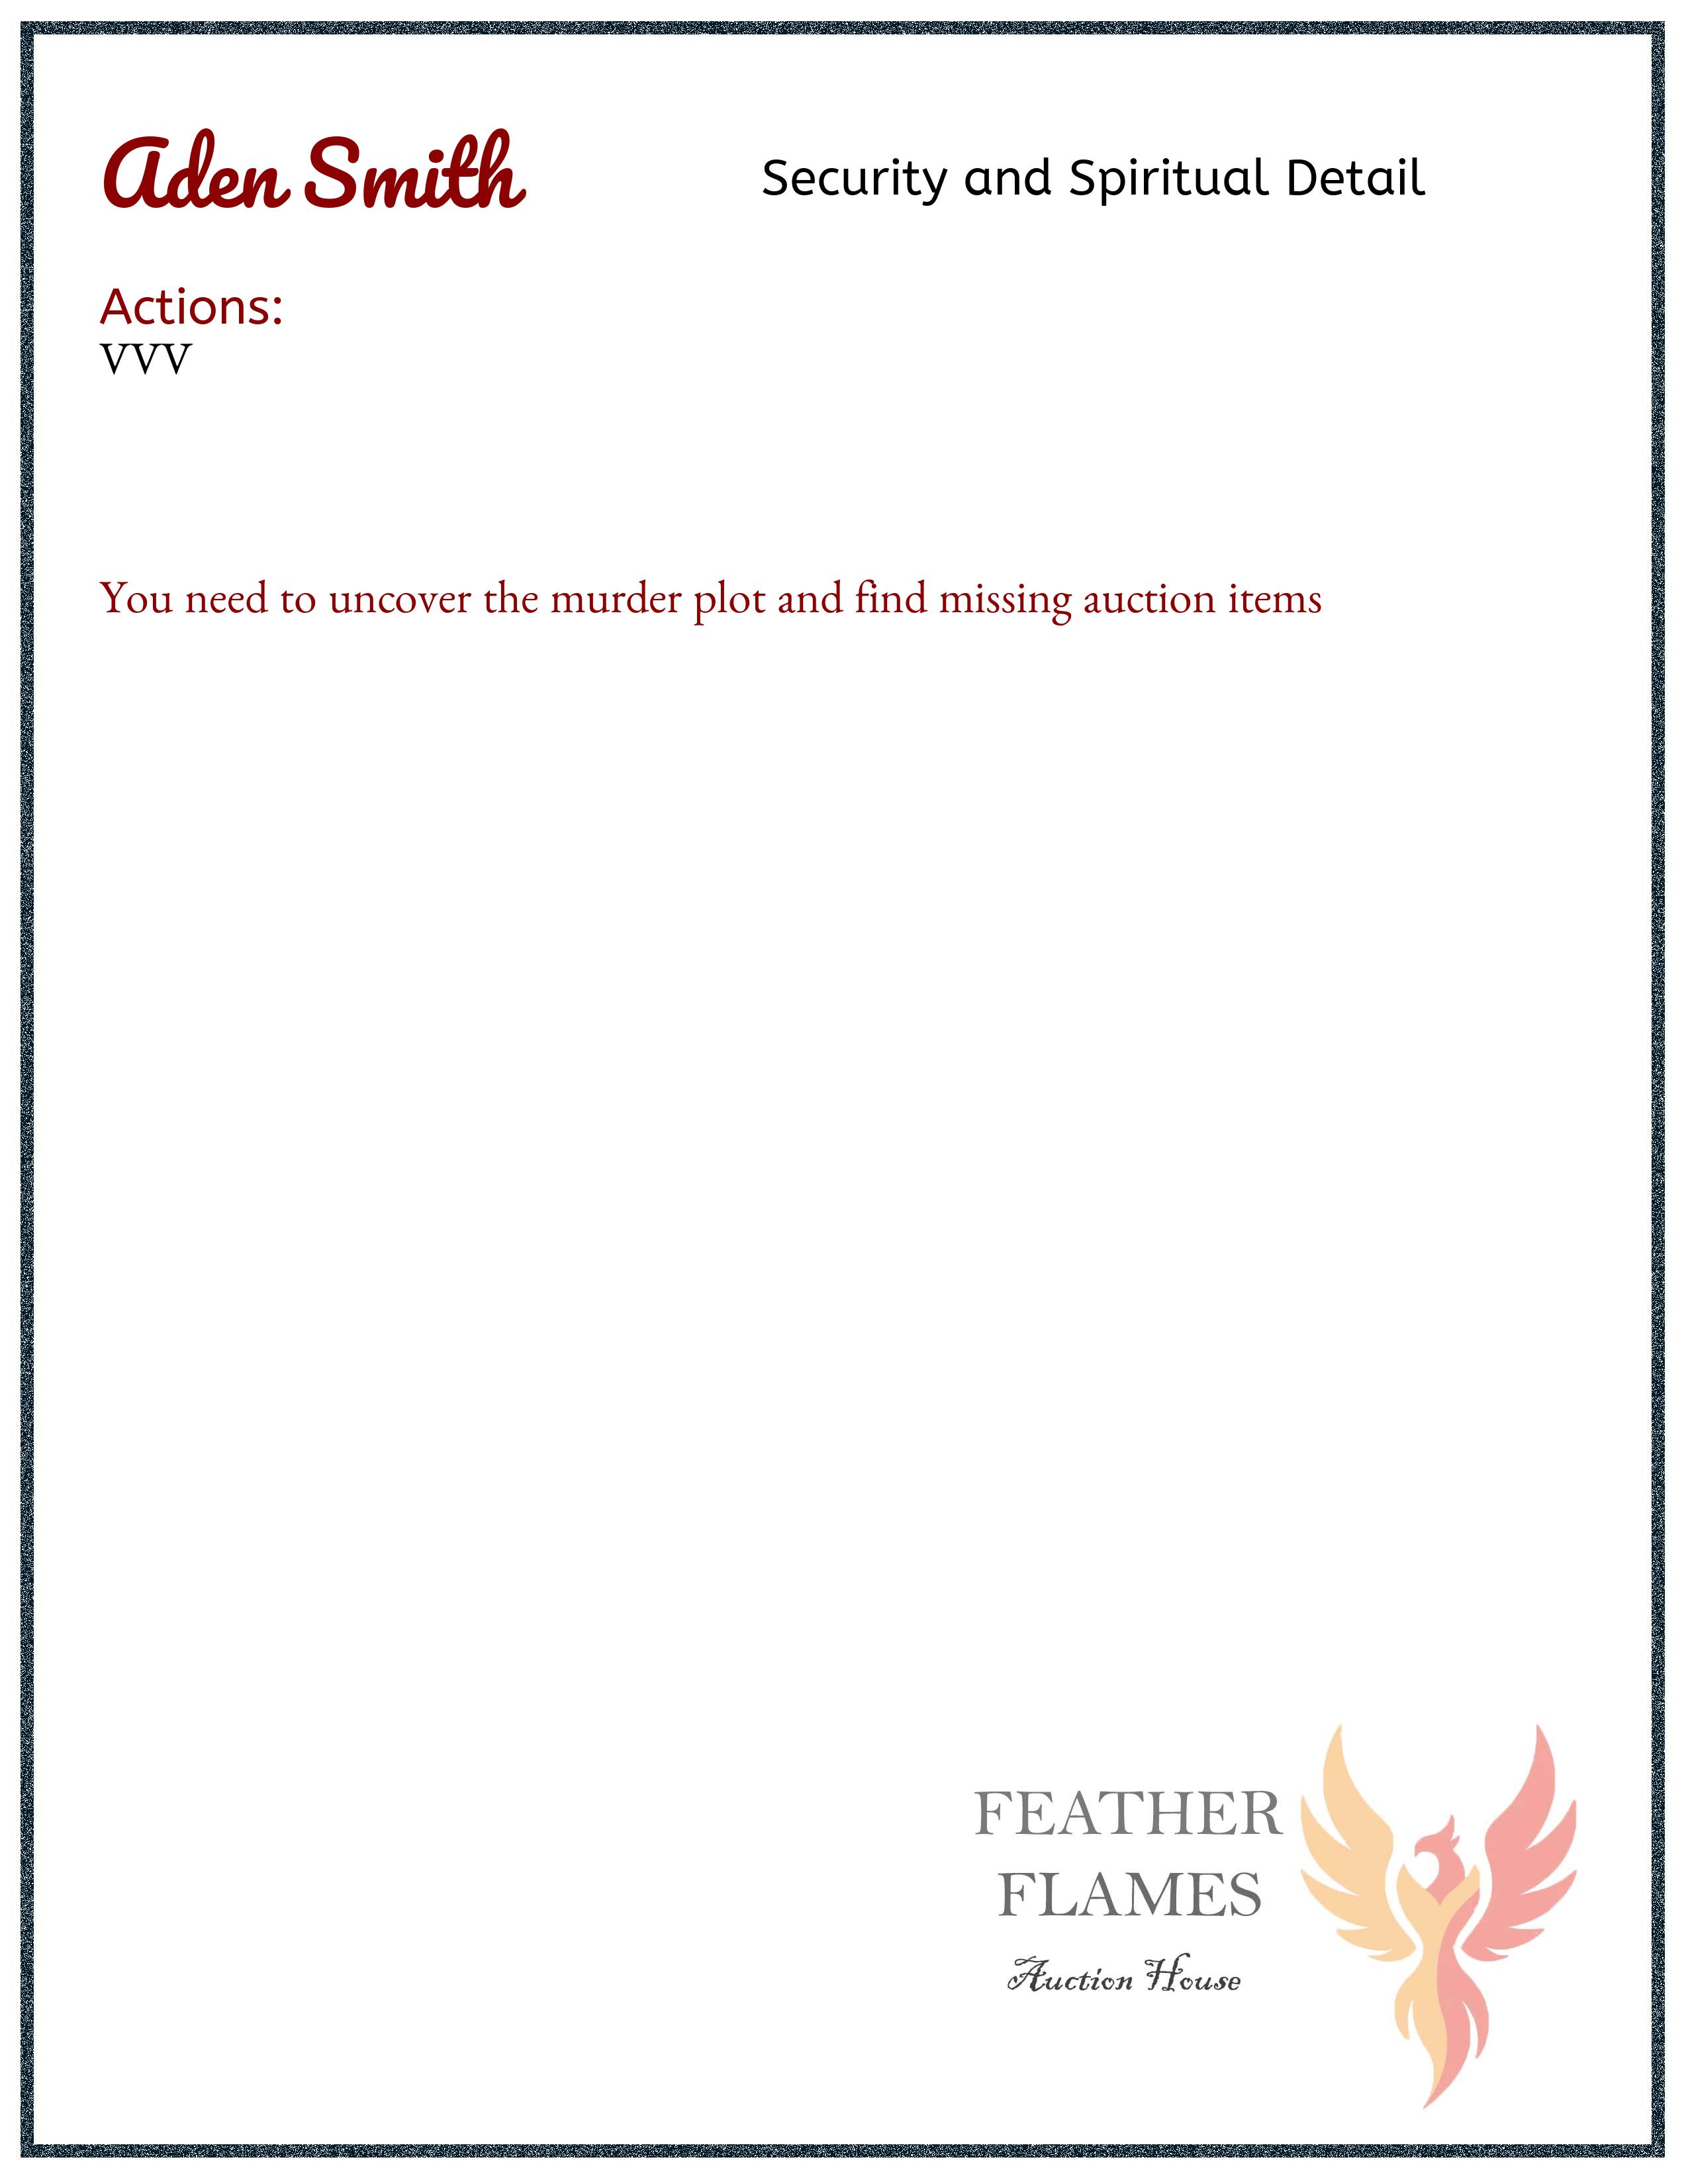 Aden Smith
Security and Spiritual Detail
Actions:
VVV
You need to uncover the murder plot and find missing auction items
FEATHER
FLAMES
Auction House